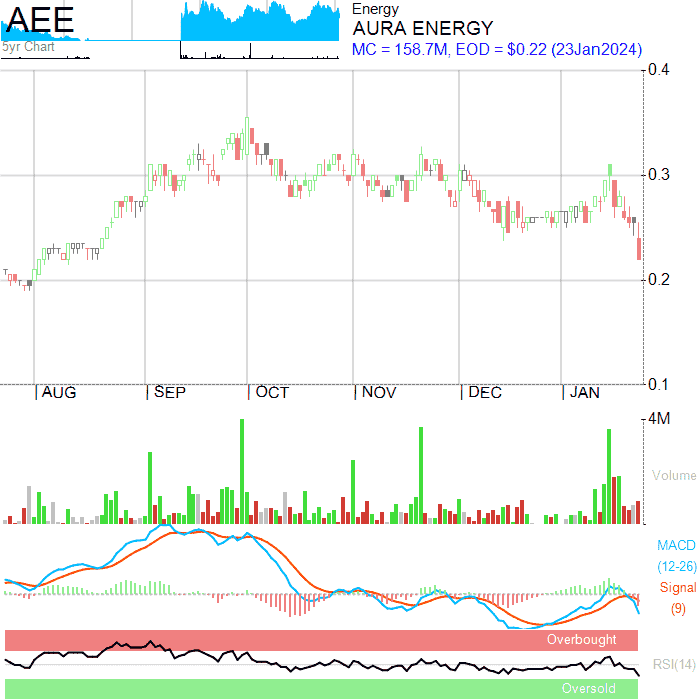 AEE
5yr Chart
Energy
AURA ENERGY
MC = 158.7M, EOD = $0.22 (23Jan2024)
0.4
0.3
0.2
0.1
AUG SEP OCT NOV DEC JAN
4M
Volume
MACD
(12-26)
Signal
(9)
Overbought
RSI(14)
Oversold